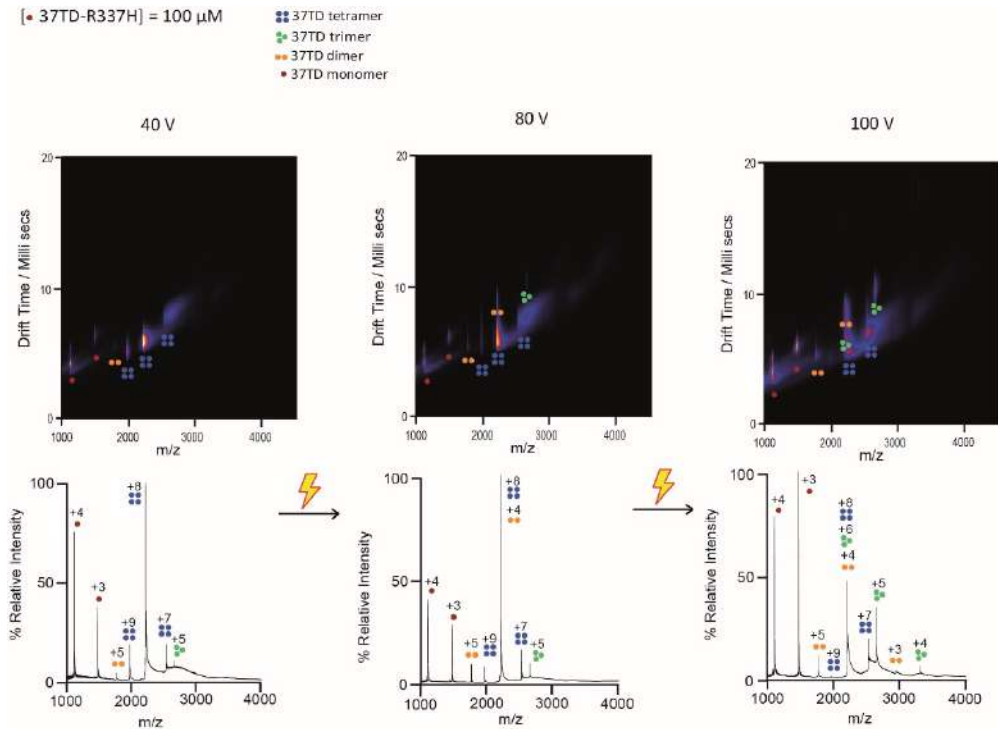 [• 37TD-R337H] = 100 µM
37TD tetramer
37TD trimer
37TD dimer
37TD monomer
40 V
80 V
100 V
Drift Time / Milli secs
20
10
0
1000 2000 3000 4000
m/z
Drift Time / Milli secs
20
10
0
1000 2000 3000 4000
m/z
Drift Time / Milli secs
20
10
0
1000 2000 3000 4000
m/z
% Relative Intensity
100
50
0
+4
+3
+5
+9
+8
+7
+5
1000 2000 3000 4000
m/z
% Relative Intensity
100
50
0
+4
+3
+5
+9
+8
+4
+7
+5
1000 2000 3000 4000
m/z
% Relative Intensity
100
50
0
+4
+3
+5
+9
+8
+6
+4
+7
+5
+3
+4
1000 2000 3000 4000
m/z